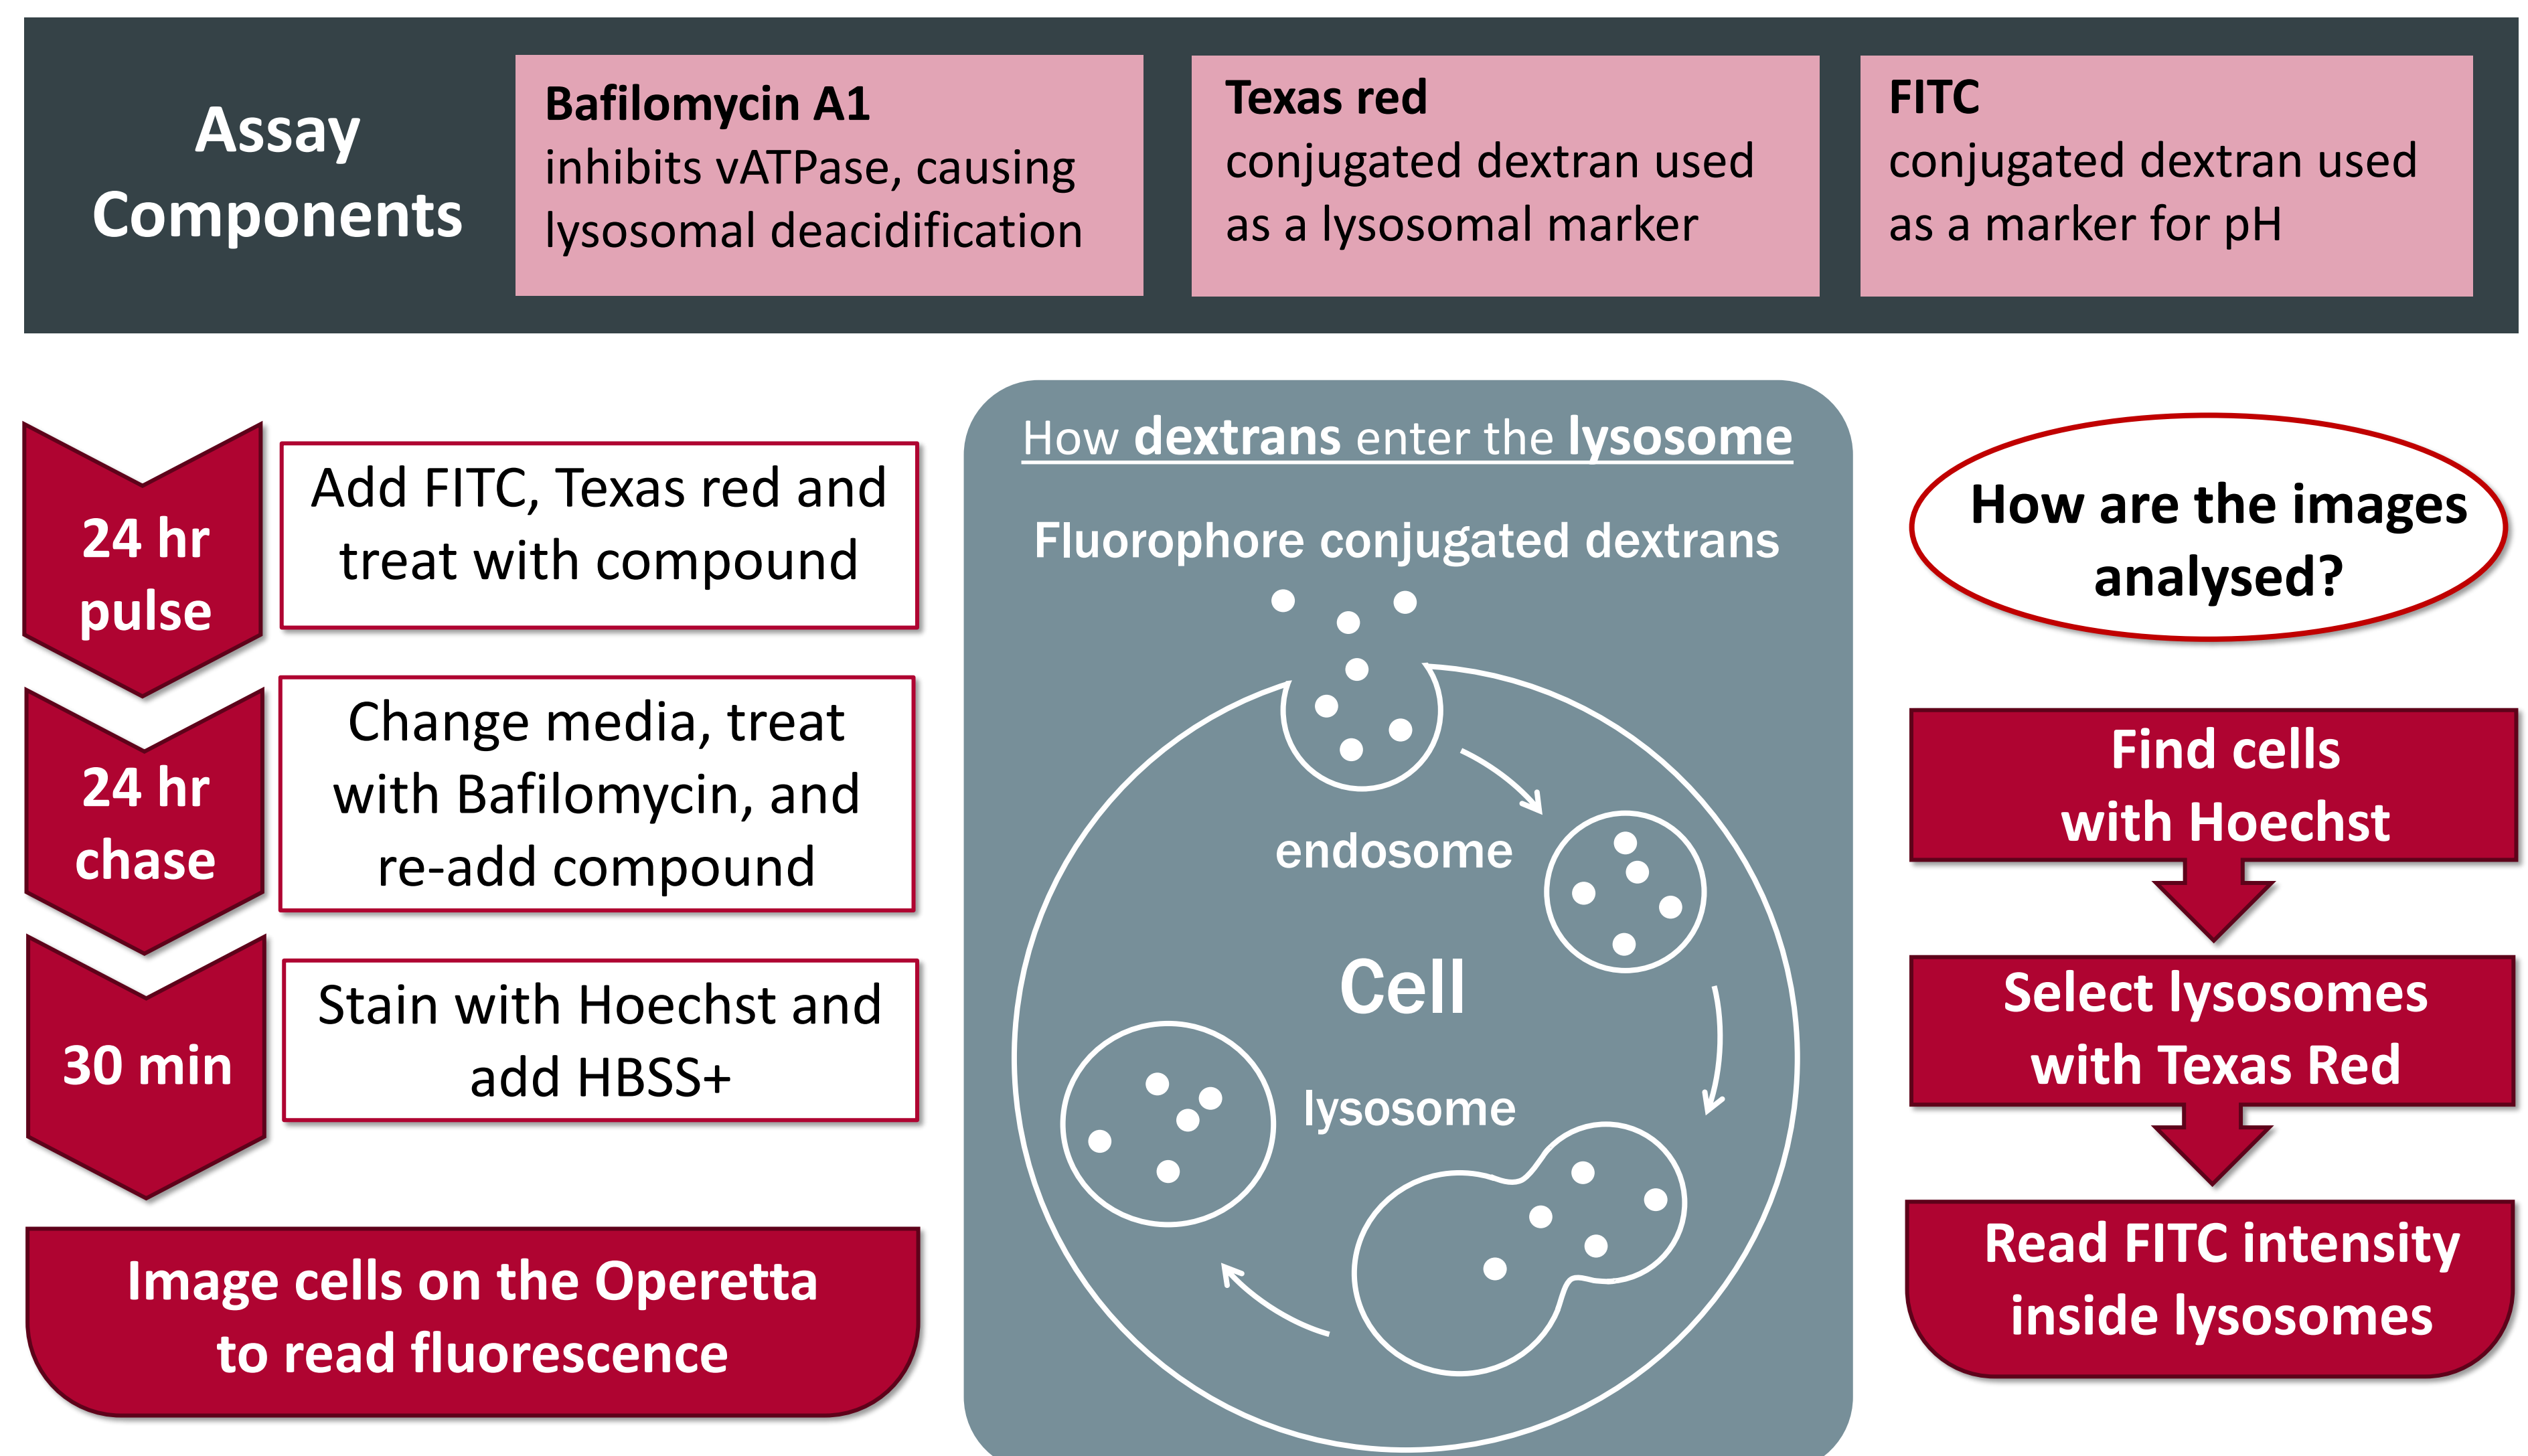 Assay
Components
Bafilomycin A1
inhibits vATPase, causing
lysosomal deacidification
Texas red
conjugated dextran used
as a lysosomal marker
FITC
conjugated dextran used
as a marker for pH
24 hr
pulse
Add FITC, Texas red and
treat with compound
24 hr
chase
Change media, treat
with Bafilomycin, and
re-add compound
30 min
Stain with Hoechst and
add HBSS+
Image cells on the Operetta
to read fluorescence
How dextrans enter the lysosome
Fluorophore conjugated dextrans
endosome
Cell
lysosome
How are the images
analysed?
Find cells
with Hoechst
Select lysosomes
with Texas Red
Read FITC intensity
inside lysosomes